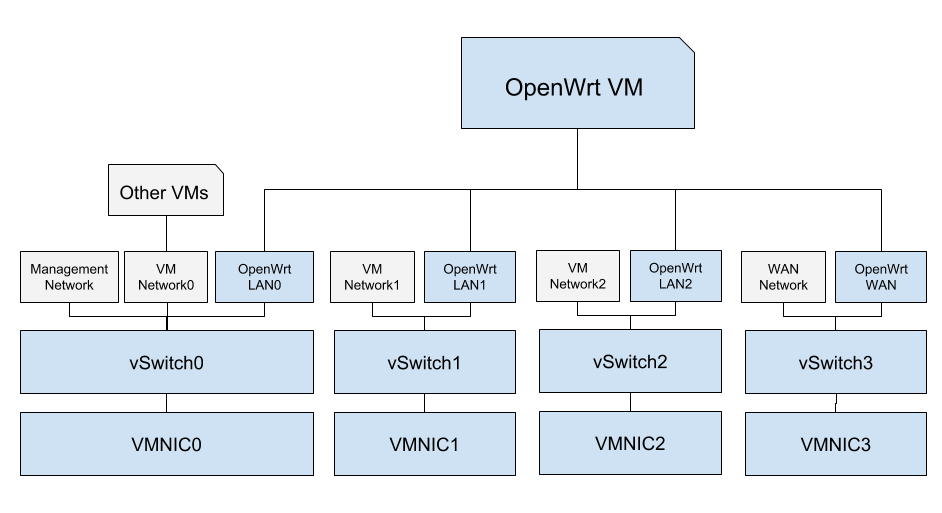 OpenWrt VM
Other VMs
Management
Network
VM
Network0
OpenWrt
LAN0
VM
Network1
OpenWrt
LAN1
VM
Network2
OpenWrt
LAN2
WAN
Network
OpenWrt
WAN
vSwitch0
vSwitch1
vSwitch2
vSwitch3
VMNIC0
VMNIC1
VMNIC2
VMNIC3